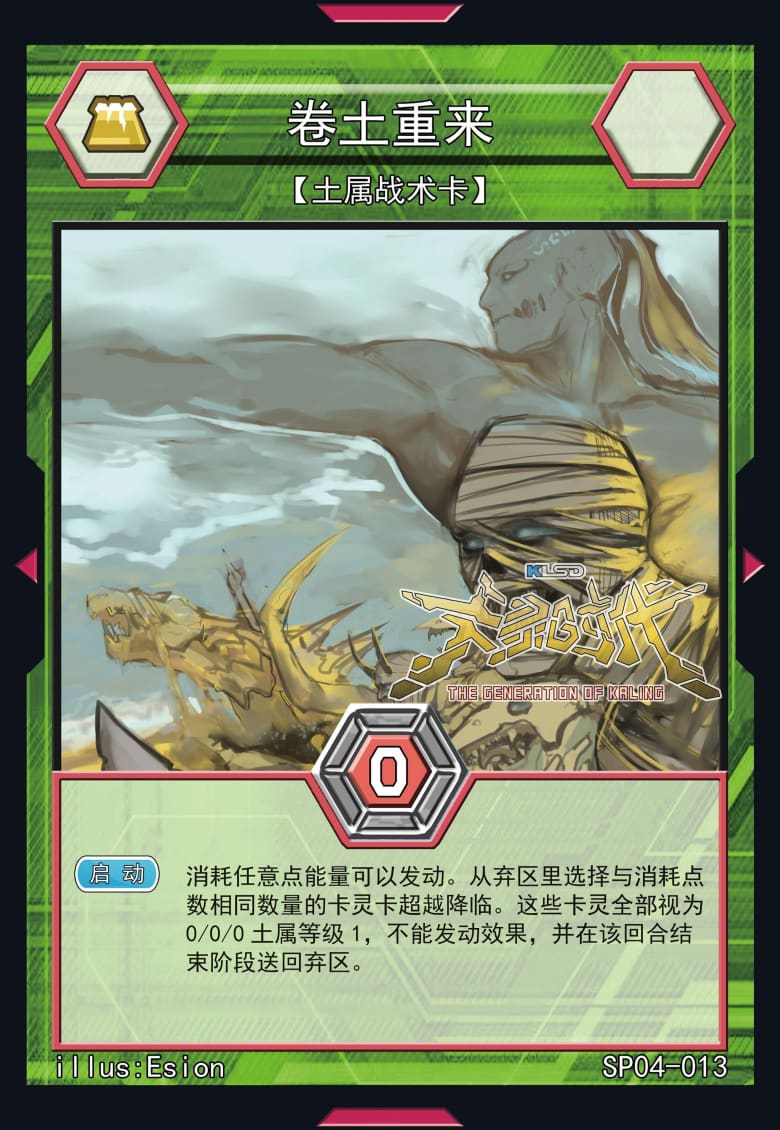 卷土重来
【土属战术卡】
KLSD
卡灵时代
THE GENERATION OF KALING
0
启动
消耗任意点能量可以发动。从弃区里选择与消耗点
数相同数量的卡灵卡超越降临。这些卡灵全部视为
0/0/0 土属等级 1，不能发动效果，并在该回合结
束阶段送回弃区。
illus:Esion
SP04-013